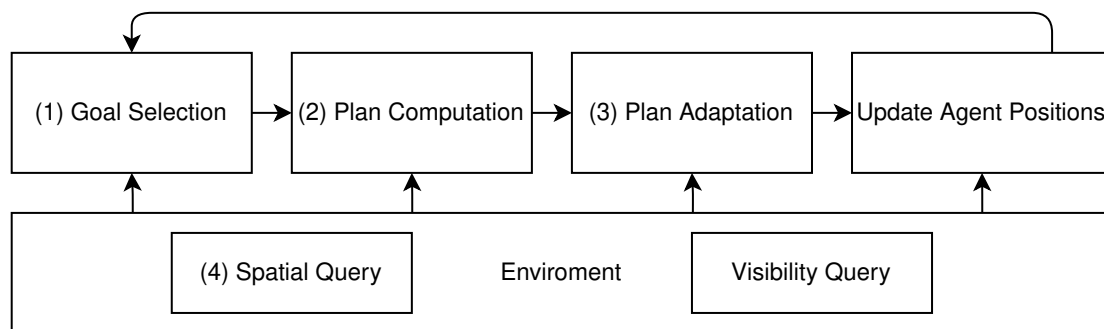 (1) Goal Selection
(2) Plan Computation
(3) Plan Adaptation
Update Agent Positions
(4) Spatial Query
Enviroment
Visibility Query